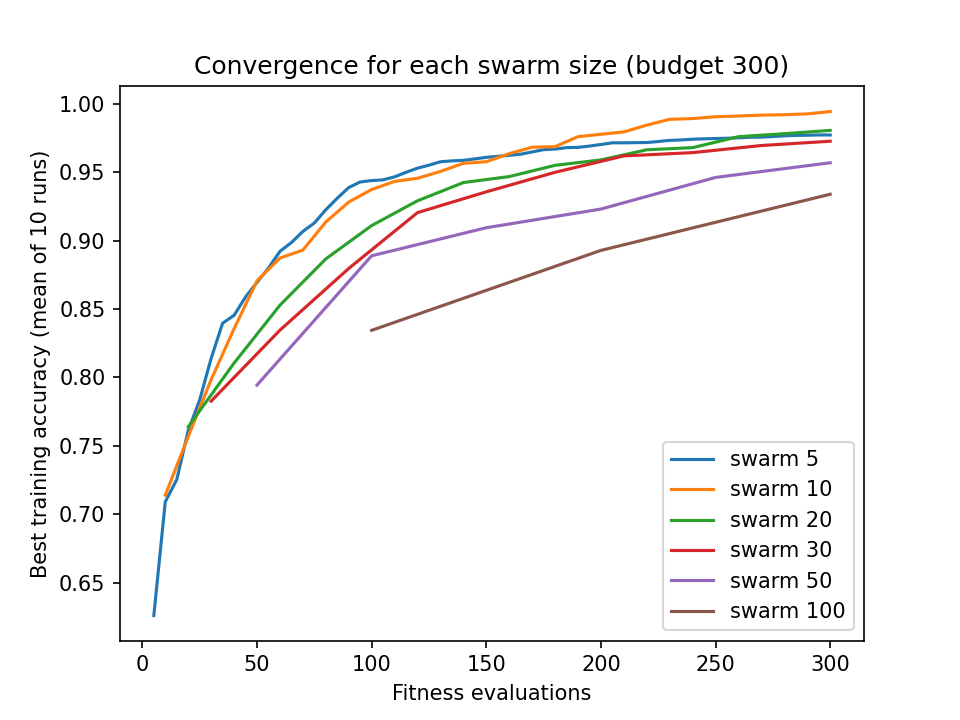 Convergence for each swarm size (budget 300)
Best training accuracy (mean of 10 runs)
1.00
0.95
0.90
0.85
0.80
0.75
0.70
0.65
swarm 5
swarm 10
swarm 20
swarm 30
swarm 50
swarm 100
0 50 100 150 200 250 300
Fitness evaluations